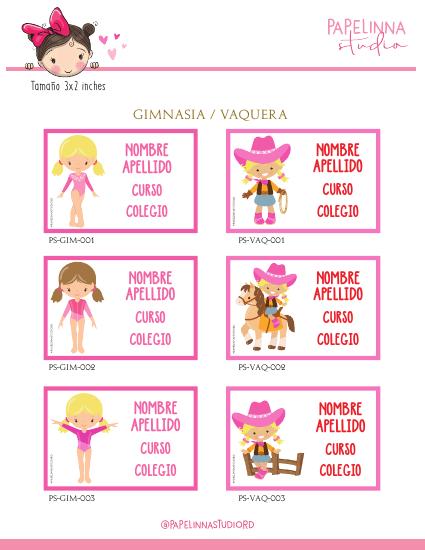 PAPELINNA
studio
Tamaño 3x2 inches
GIMNASIA / VAQUERA
NOMBRE
APELLIDO
CURSO
COLEGIO
PS-GIM-001
NOMBRE
APELLIDO
CURSO
COLEGIO
PS-VAQ-001
NOMBRE
APELLIDO
CURSO
COLEGIO
PS-GIM-002
NOMBRE
APELLIDO
CURSO
COLEGIO
PS-VAQ-002
NOMBRE
APELLIDO
CURSO
COLEGIO
PS-GIM-003
NOMBRE
APELLIDO
CURSO
COLEGIO
PS-VAQ-003
@PAPELINNASTUDIORD